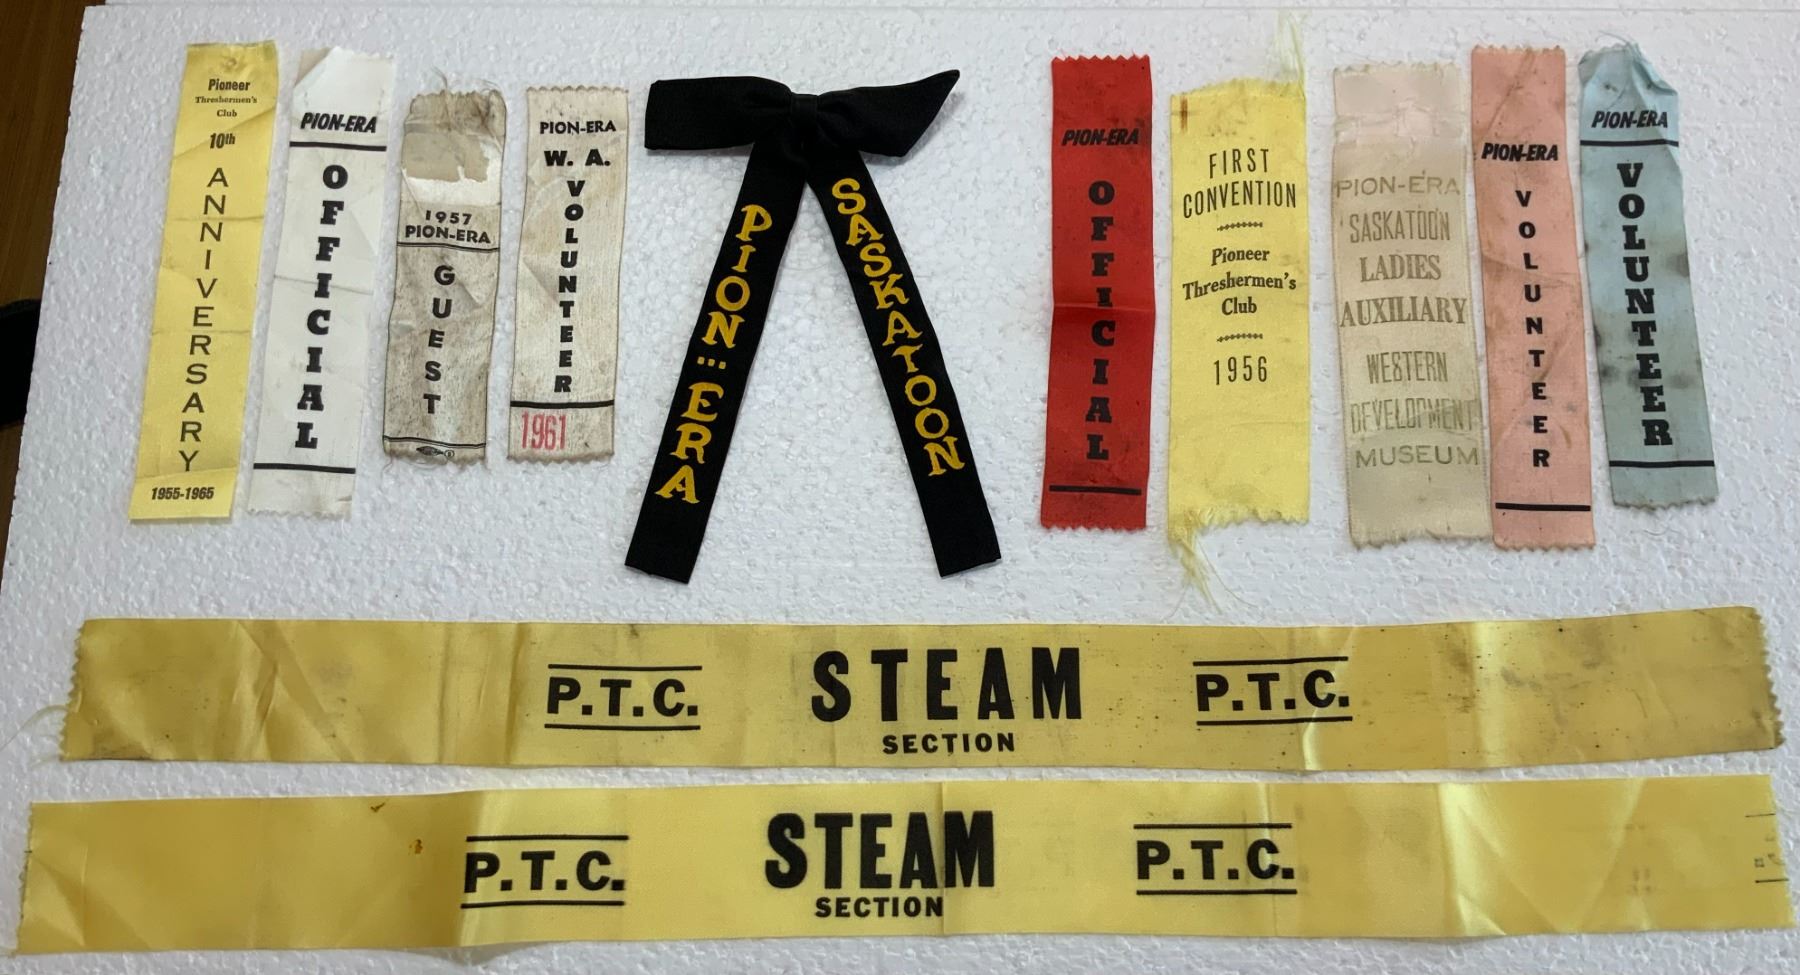 Pioneer
Threshermen's
Club
10th
ANNIVERSARY
1955-1965
PION-ERA
OFFICIAL
1957
PION-ERA
GUEST
PION-ERA
W. A.
VOLUNTEER
1961
PION:::ERA
SASKATOON
PION-ERA
OFFICIAL
FIRST
CONVENTION
Pioneer
Threshermen's
Club
1956
PION-ERA
SASKATOON
LADIES
AUXILIARY
WESTERN
DEVELOPMENT
MUSEUM
PION-ERA
VOLUNTEER
PION-ERA
VOLUNTEER
P.T.C. STEAM P.T.C.
SECTION
P.T.C. STEAM P.T.C.
SECTION